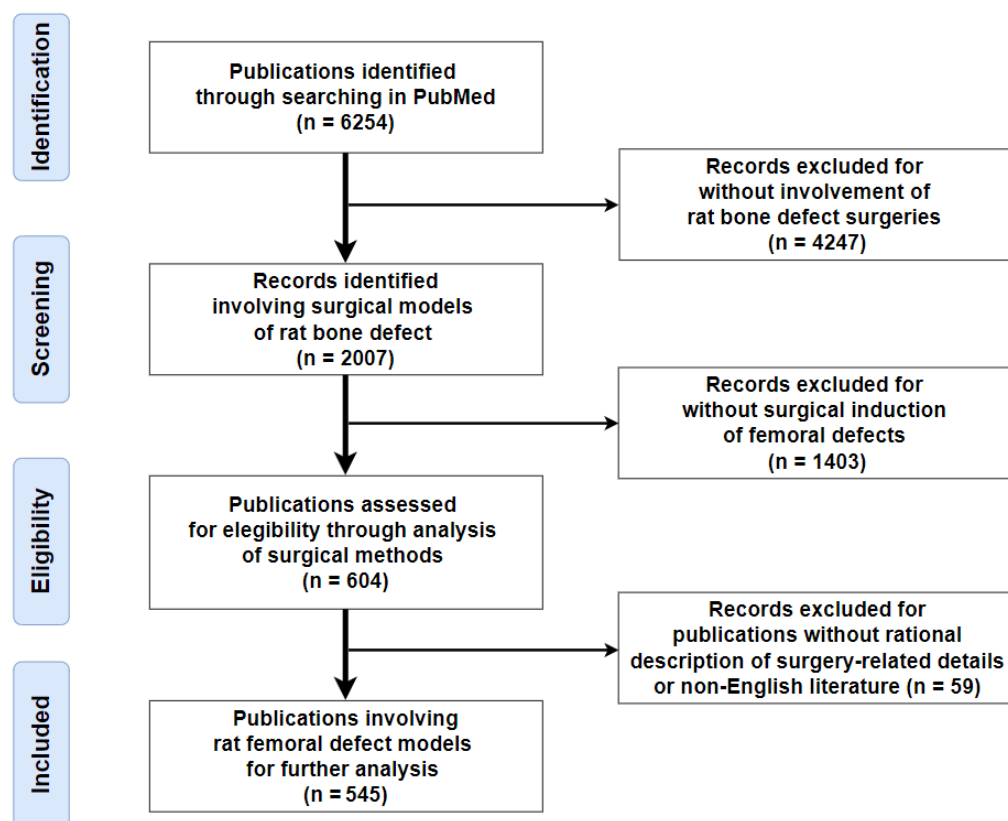 Identification
Publications identified
through searching in PubMed
(n = 6254)
Records excluded for
without involvement of
rat bone defect surgeries
(n = 4247)
Screening
Records identified
involving surgical models
of rat bone defect
(n = 2007)
Records excluded for
without surgical induction
of femoral defects
(n = 1403)
Eligibility
Publications assessed
for elegibility through analysis
of surgical methods
(n = 604)
Records excluded for
publications without rational
description of surgery-related details
or non-English literature (n = 59)
Included
Publications involving
rat femoral defect models
for further analysis
(n = 545)